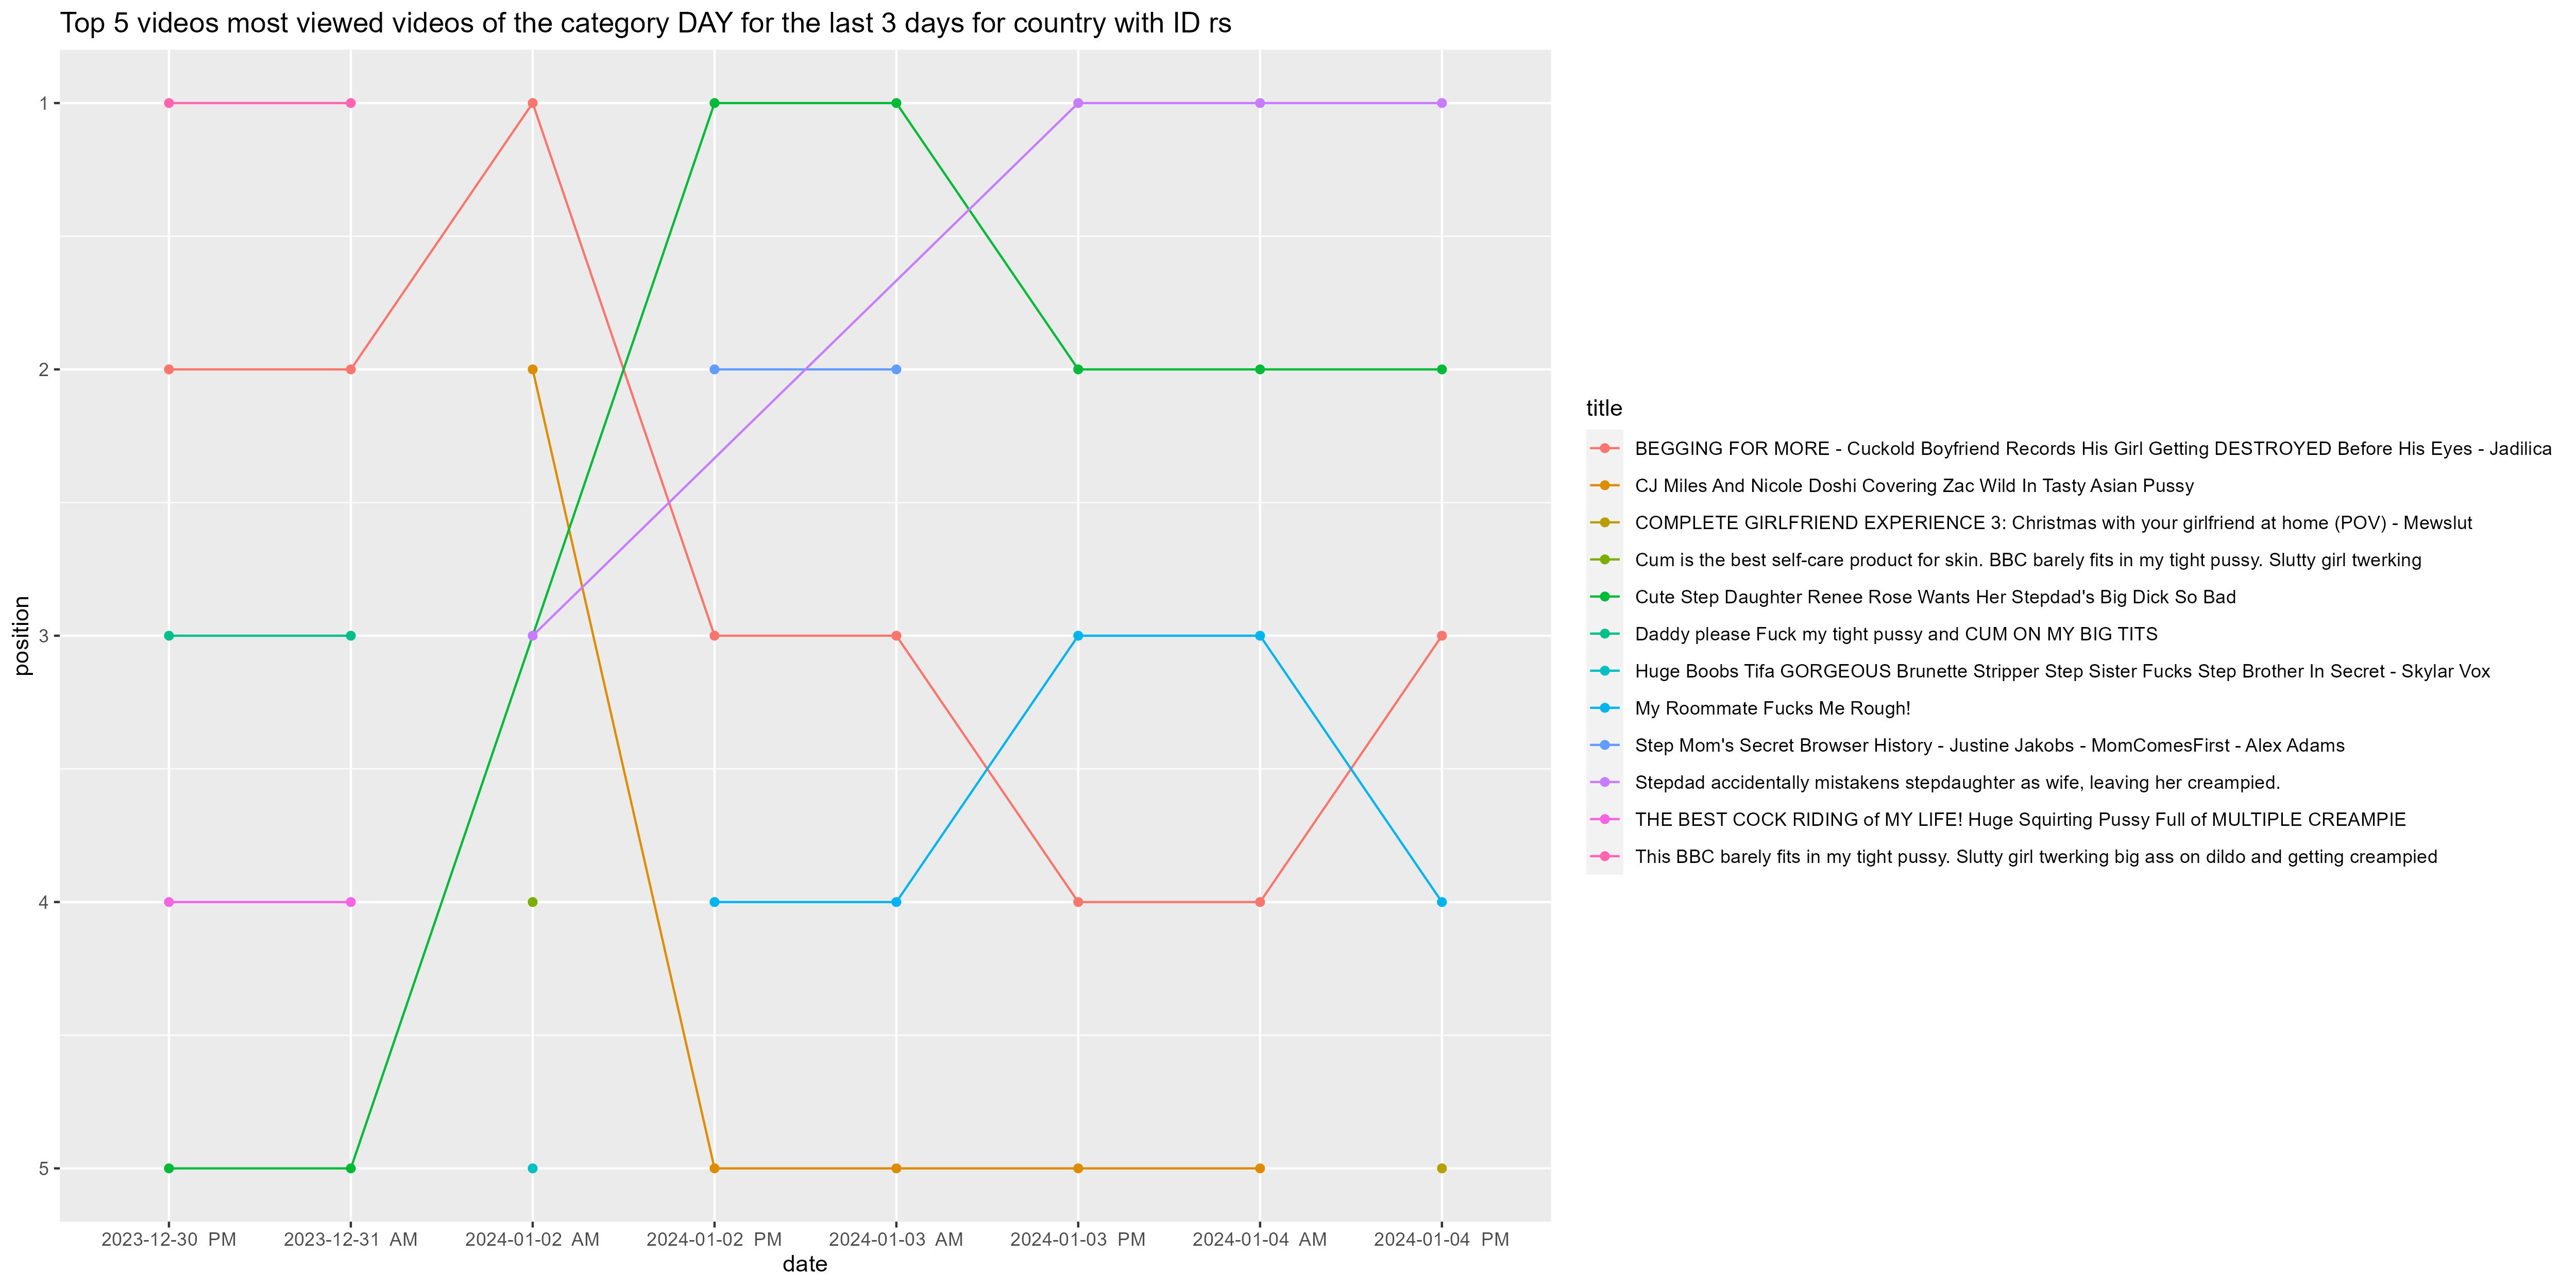 Top 5 videos most viewed videos of the category DAY for the last 3 days for country with ID rs
position
1
2
3
4
5
2023-12-30 PM
2023-12-31 AM
2024-01-02 AM
2024-01-02 PM
2024-01-03 AM
2024-01-03 PM
2024-01-04 AM
2024-01-04 PM
date
title
BEGGING FOR MORE - Cuckold Boyfriend Records His Girl Getting DESTROYED Before His Eyes - Jadilica
CJ Miles And Nicole Doshi Covering Zac Wild In Tasty Asian Pussy
COMPLETE GIRLFRIEND EXPERIENCE 3: Christmas with your girlfriend at home (POV) - Mewslut
Cum is the best self-care product for skin. BBC barely fits in my tight pussy. Slutty girl twerking
Cute Step Daughter Renee Rose Wants Her Stepdad's Big Dick So Bad
Daddy please Fuck my tight pussy and CUM ON MY BIG TITS
Huge Boobs Tifa GORGEOUS Brunette Stripper Step Sister Fucks Step Brother In Secret - Skylar Vox
My Roommate Fucks Me Rough!
Step Mom's Secret Browser History - Justine Jakobs - MomComesFirst - Alex Adams
Stepdad accidentally mistakens stepdaughter as wife, leaving her creampied.
THE BEST COCK RIDING of MY LIFE! Huge Squirting Pussy Full of MULTIPLE CREAMPIE
This BBC barely fits in my tight pussy. Slutty girl twerking big ass on dildo and getting creampied